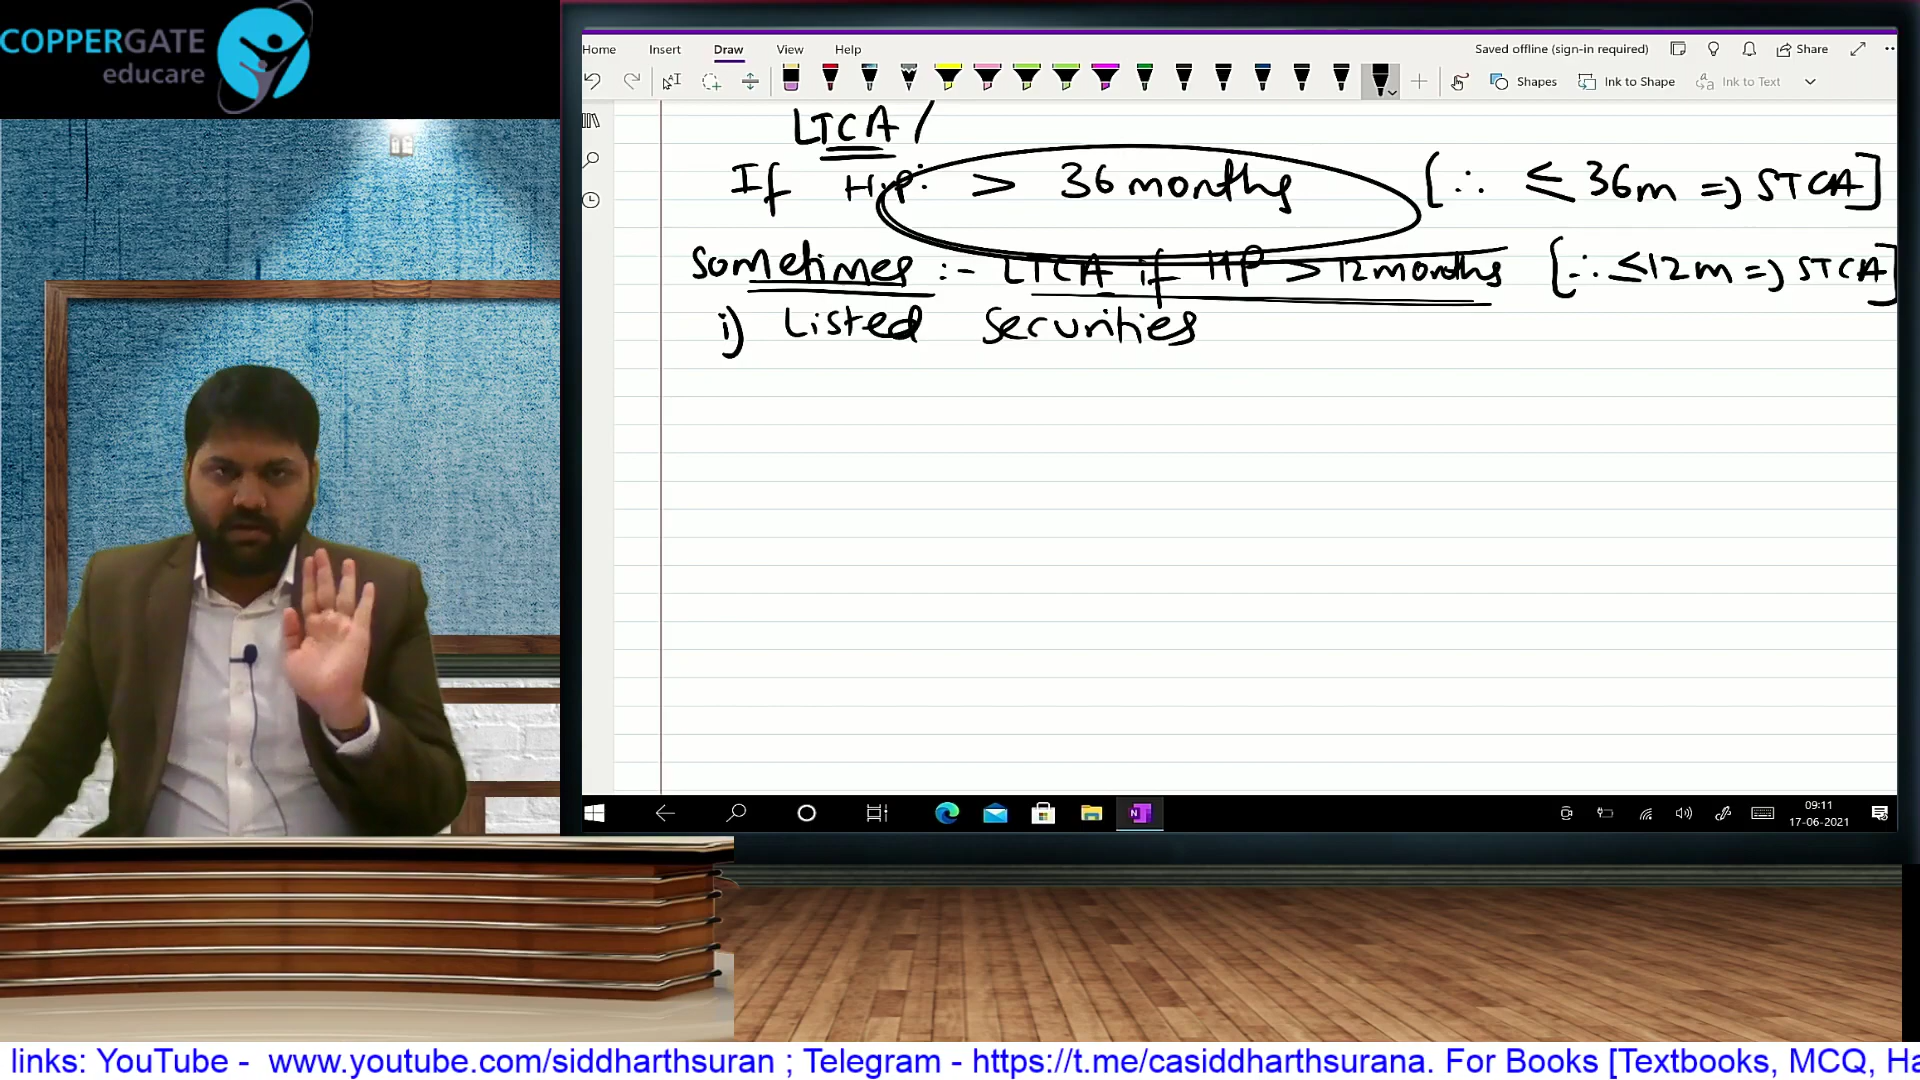 COPPERGATE
educare
Home Insert Draw View Help Saved offline (sign-in required) Share
Shapes Ink to Shape Ink to Text
LTCA /
If H.P. > 36 months [∴ ≤ 36m => STCA]
Sometimes :- LTCA if HP > 12 months [∴ ≤12m => STCA]
i) Listed Securities
09:11
17-06-2021
links: YouTube - www.youtube.com/siddharthsuran ; Telegram - https://t.me/casiddharthsurana. For Books [Textbooks, MCQ, Ha